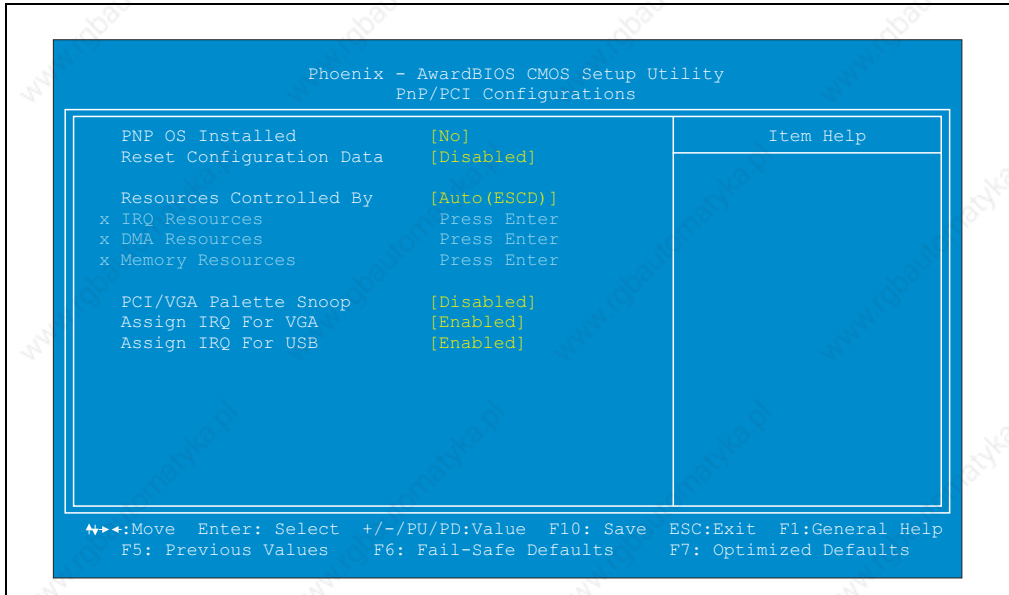 Phoenix - AwardBIOS CMOS Setup Utility
PnP/PCI Configurations
PNP OS Installed [No]
Reset Configuration Data [Disabled]
Resources Controlled By [Auto(ESCD)]
x IRQ Resources Press Enter
x DMA Resources Press Enter
x Memory Resources Press Enter
PCI/VGA Palette Snoop [Disabled]
Assign IRQ For VGA [Enabled]
Assign IRQ For USB [Enabled]
Item Help
:Move Enter: Select +/-/PU/PD:Value F10: Save ESC:Exit F1:General Help
F5: Previous Values F6: Fail-Safe Defaults F7: Optimized Defaults
www.rgbautomatyka.pl